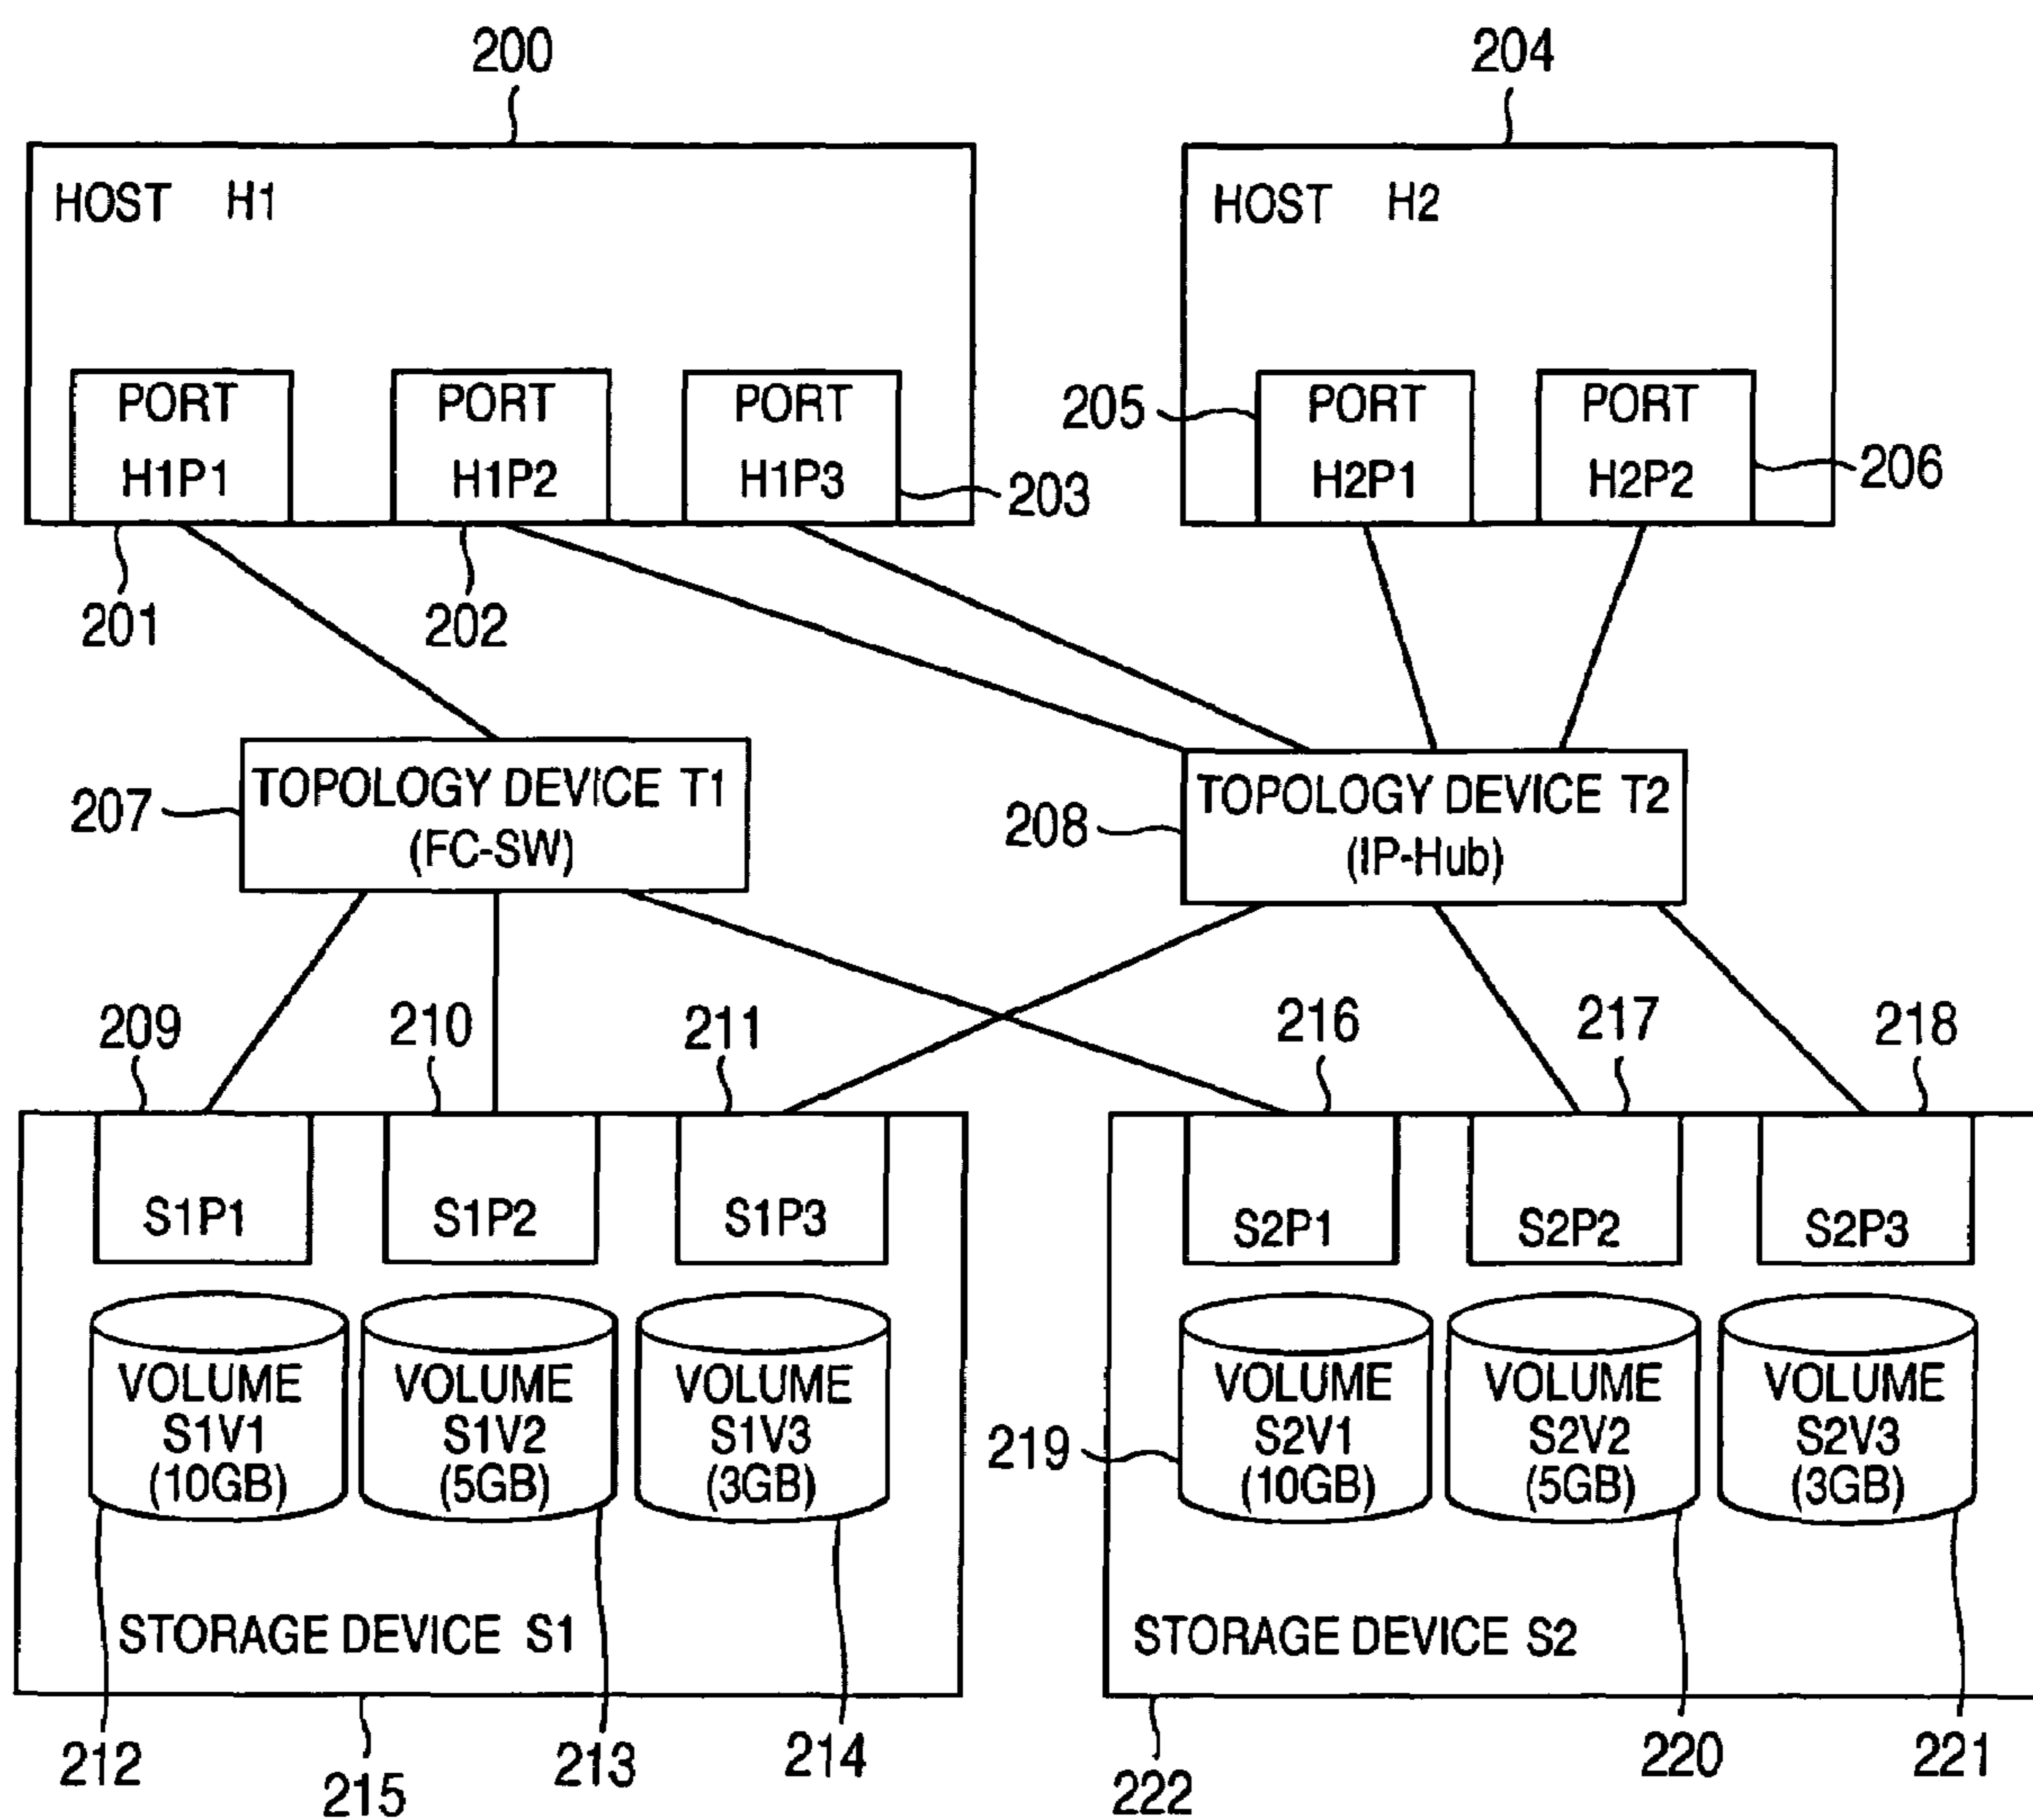 200
204
HOST H1
HOST H2
PORT
H1P1
PORT
H1P2
PORT
H1P3
203
205
PORT
H2P1
PORT
H2P2
206
201
202
207
TOPOLOGY DEVICE T1
(FC-SW)
208
TOPOLOGY DEVICE T2
(IP-Hub)
209
210
211
216
217
218
S1P1
S1P2
S1P3
S2P1
S2P2
S2P3
VOLUME
S1V1
(10GB)
VOLUME
S1V2
(5GB)
VOLUME
S1V3
(3GB)
219
VOLUME
S2V1
(10GB)
VOLUME
S2V2
(5GB)
VOLUME
S2V3
(3GB)
STORAGE DEVICE S1
STORAGE DEVICE S2
212
215
213
214
222
220
221